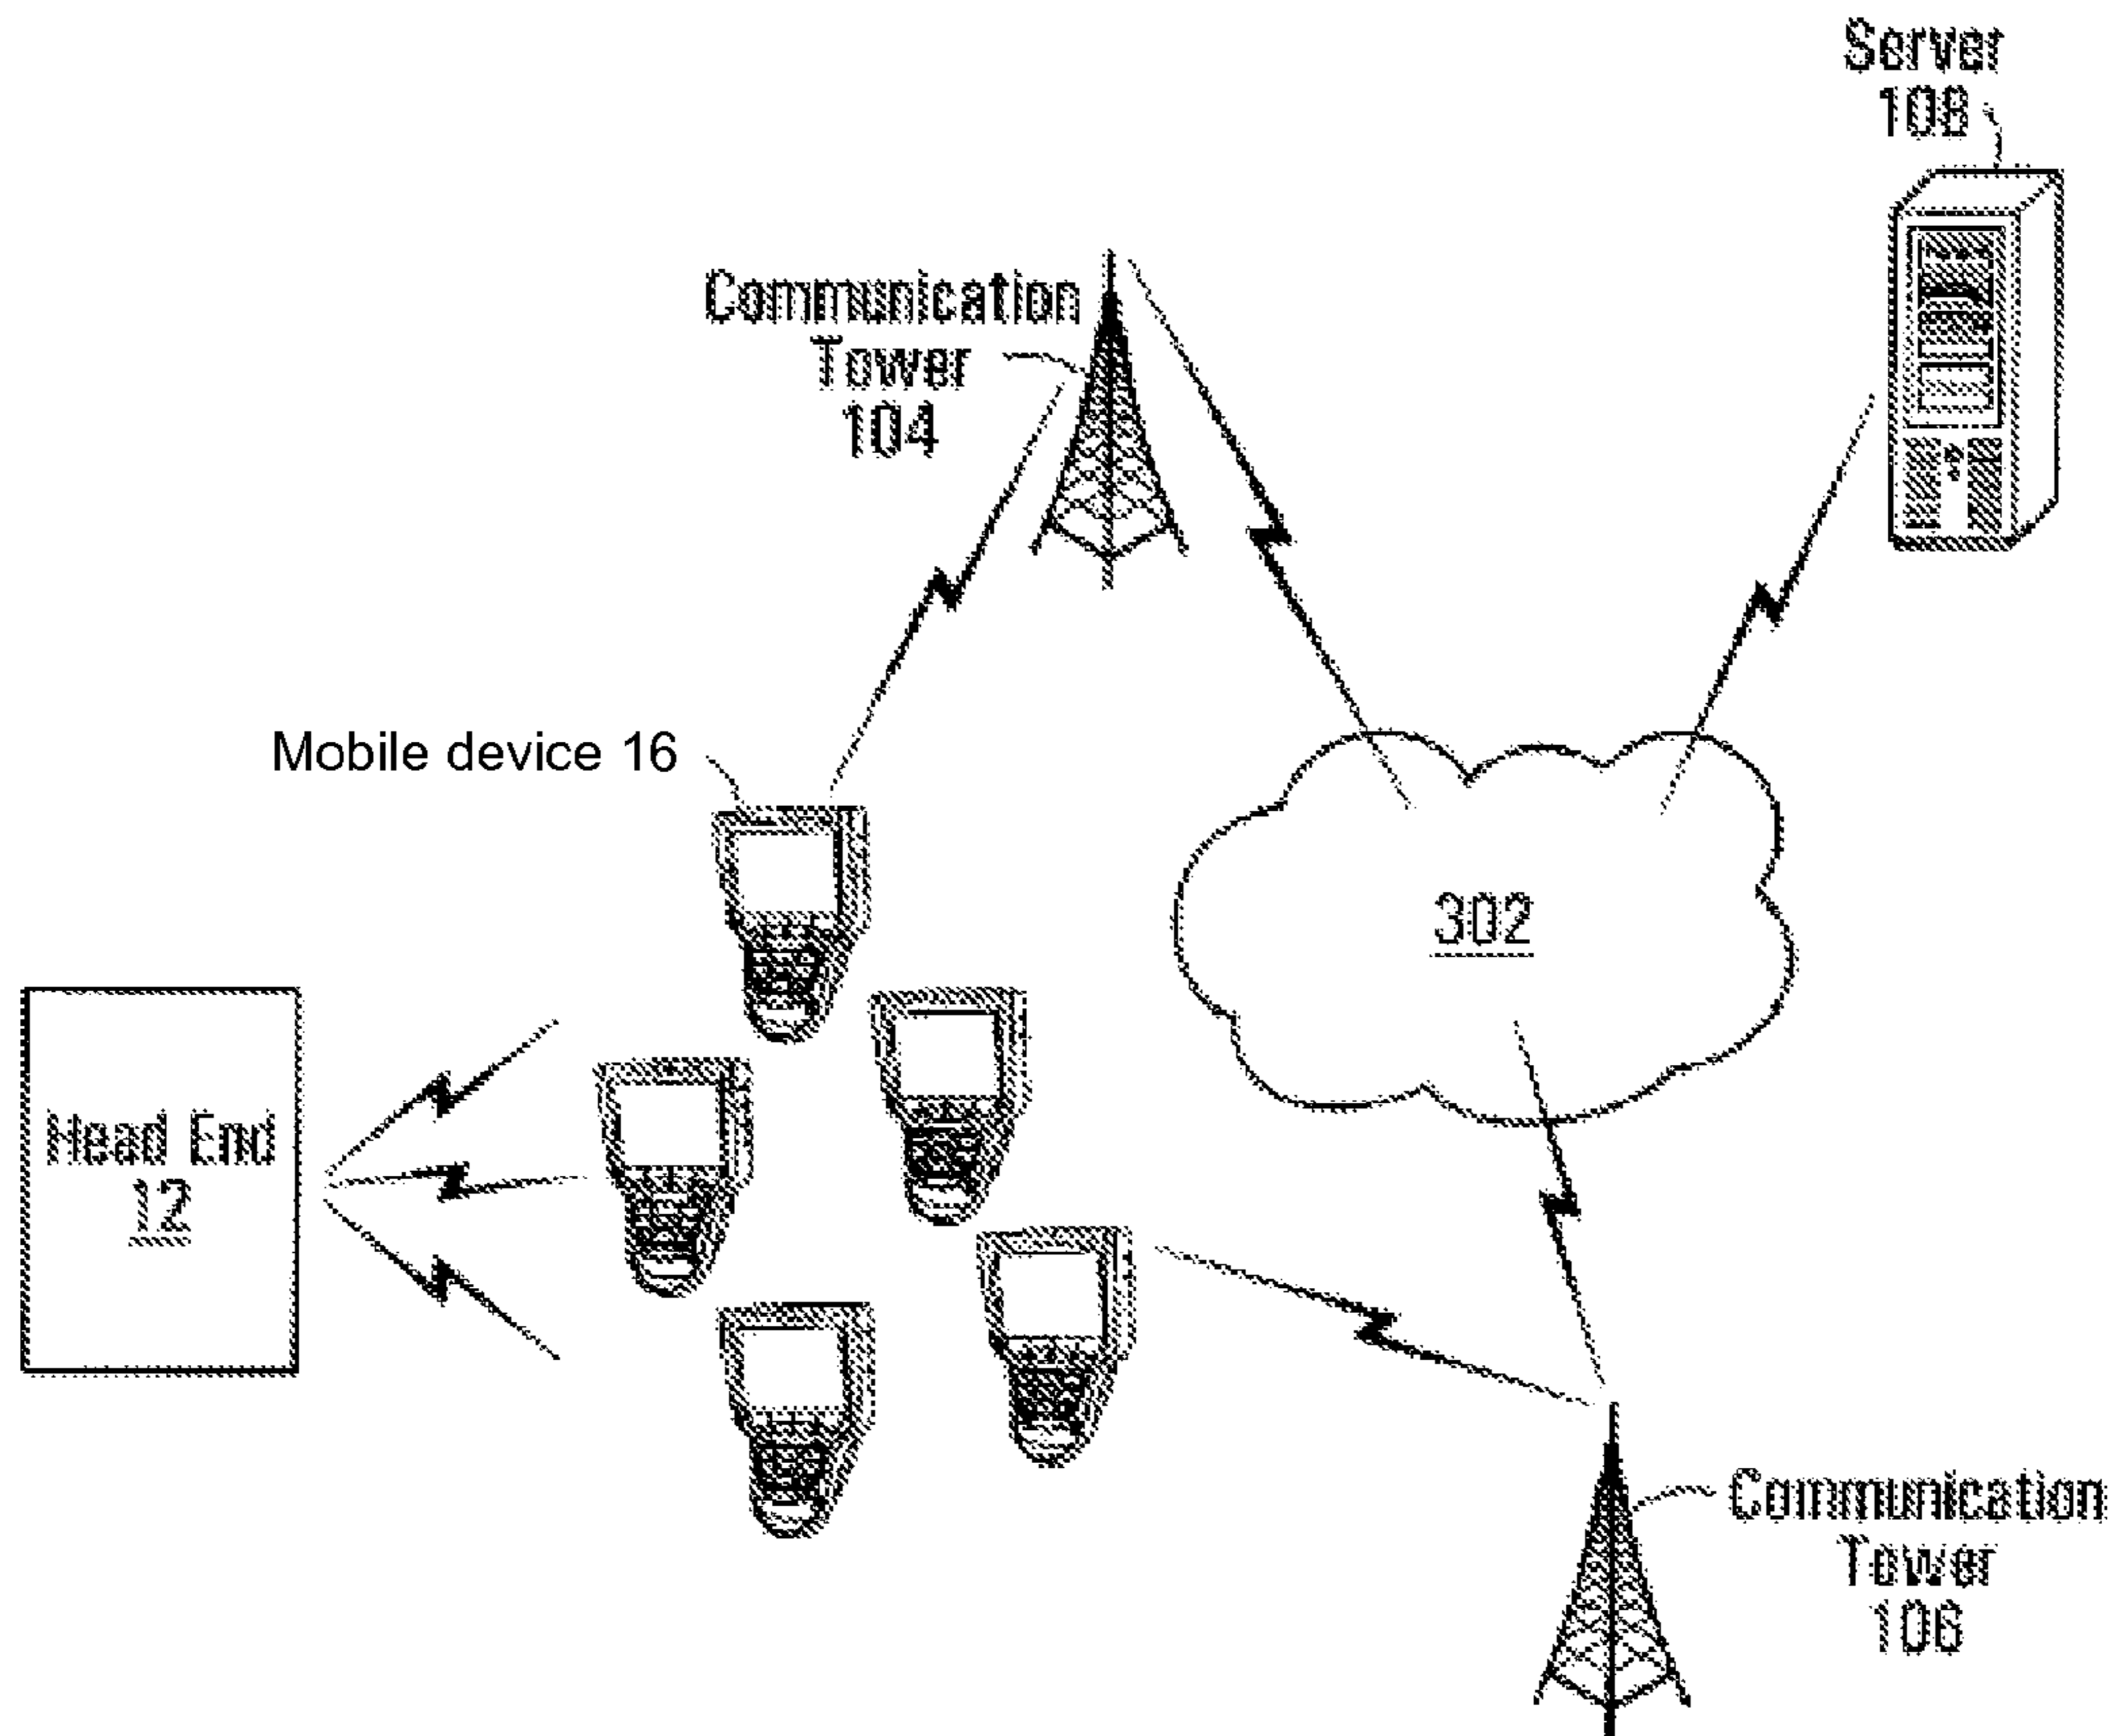 Server
108
Communication
Tower
104
Mobile device 16
302
Head End
12
Communication
Tower
106